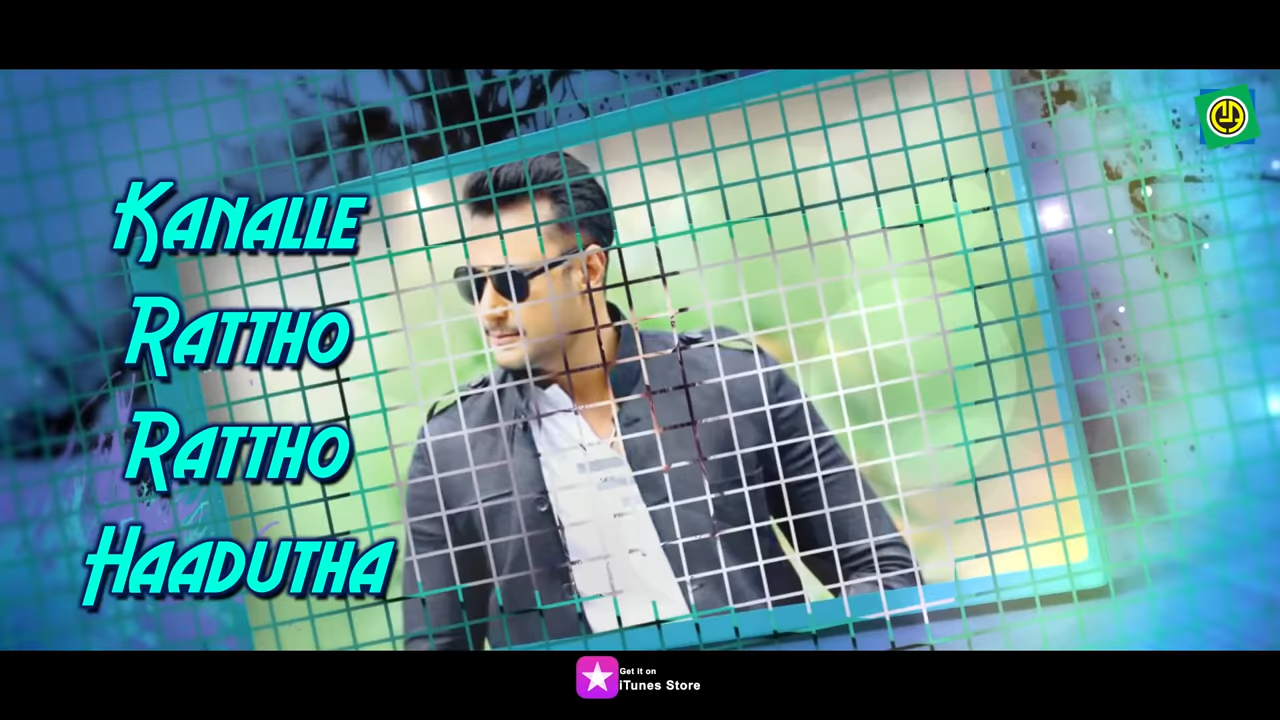 Kanalle
Rattho
Rattho
Haadutha
Get it on
iTunes Store